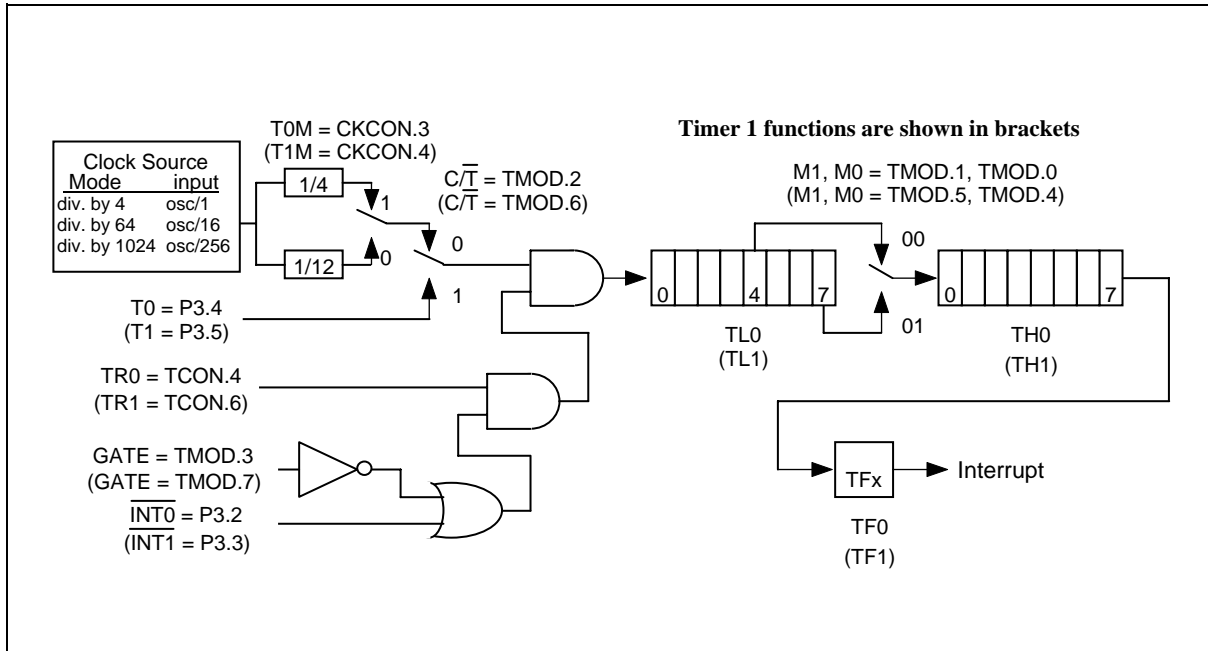 T0M = CKCON.3
(T1M = CKCON.4)
Timer 1 functions are shown in brackets
Clock Source
Mode input
div. by 4 osc/1
div. by 64 osc/16
div. by 1024 osc/256
1/4
1
0
1/12
C/T̅ = TMOD.2
(C/T̅ = TMOD.6)
0
1
M1, M0 = TMOD.1, TMOD.0
(M1, M0 = TMOD.5, TMOD.4)
00
01
0 4 7
TL0
(TL1)
0 7
TH0
(TH1)
T0 = P3.4
(T1 = P3.5)
TR0 = TCON.4
(TR1 = TCON.6)
GATE = TMOD.3
(GATE = TMOD.7)
I̅N̅T̅0̅ = P3.2
(I̅N̅T̅1̅ = P3.3)
TFx
Interrupt
TF0
(TF1)